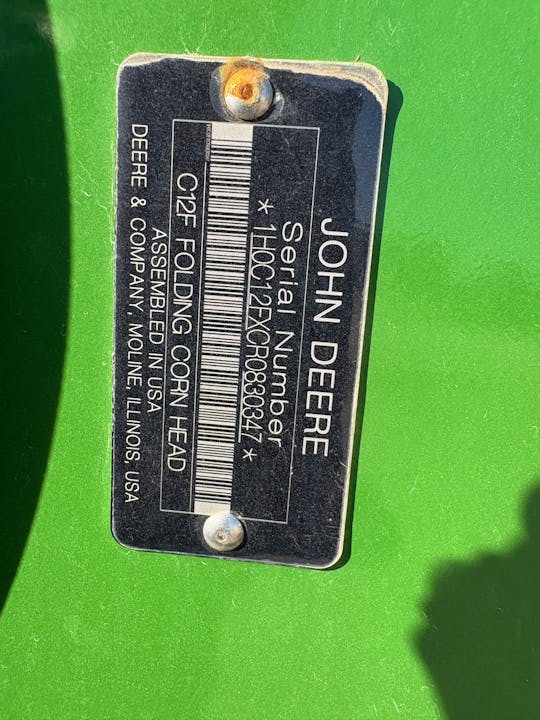 JOHN DEERE
Serial Number
*1H0C12FXCR0830347*
C12F FOLDING CORN HEAD
ASSEMBLED IN USA
DEERE & COMPANY, MOLINE, ILLINOIS, USA